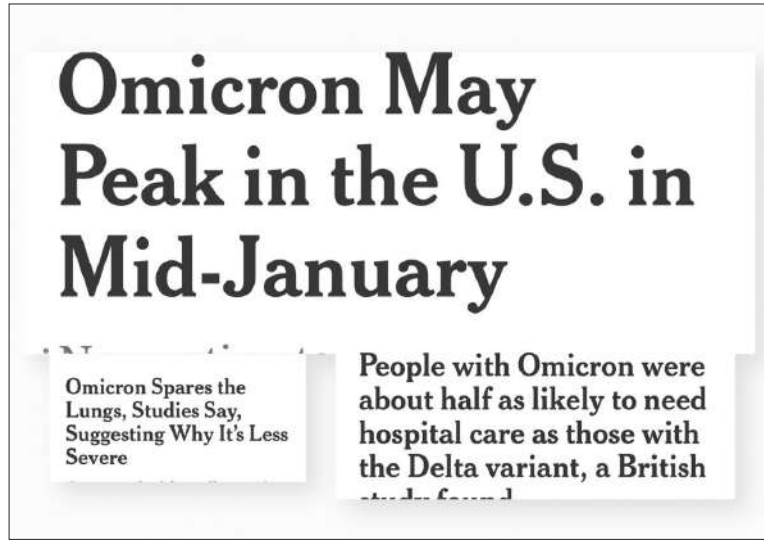 Omicron May
Peak in the U.S. in
Mid-January
Omicron Spares the
Lungs, Studies Say,
Suggesting Why It's Less
Severe
People with Omicron were
about half as likely to need
hospital care as those with
the Delta variant, a British
study found